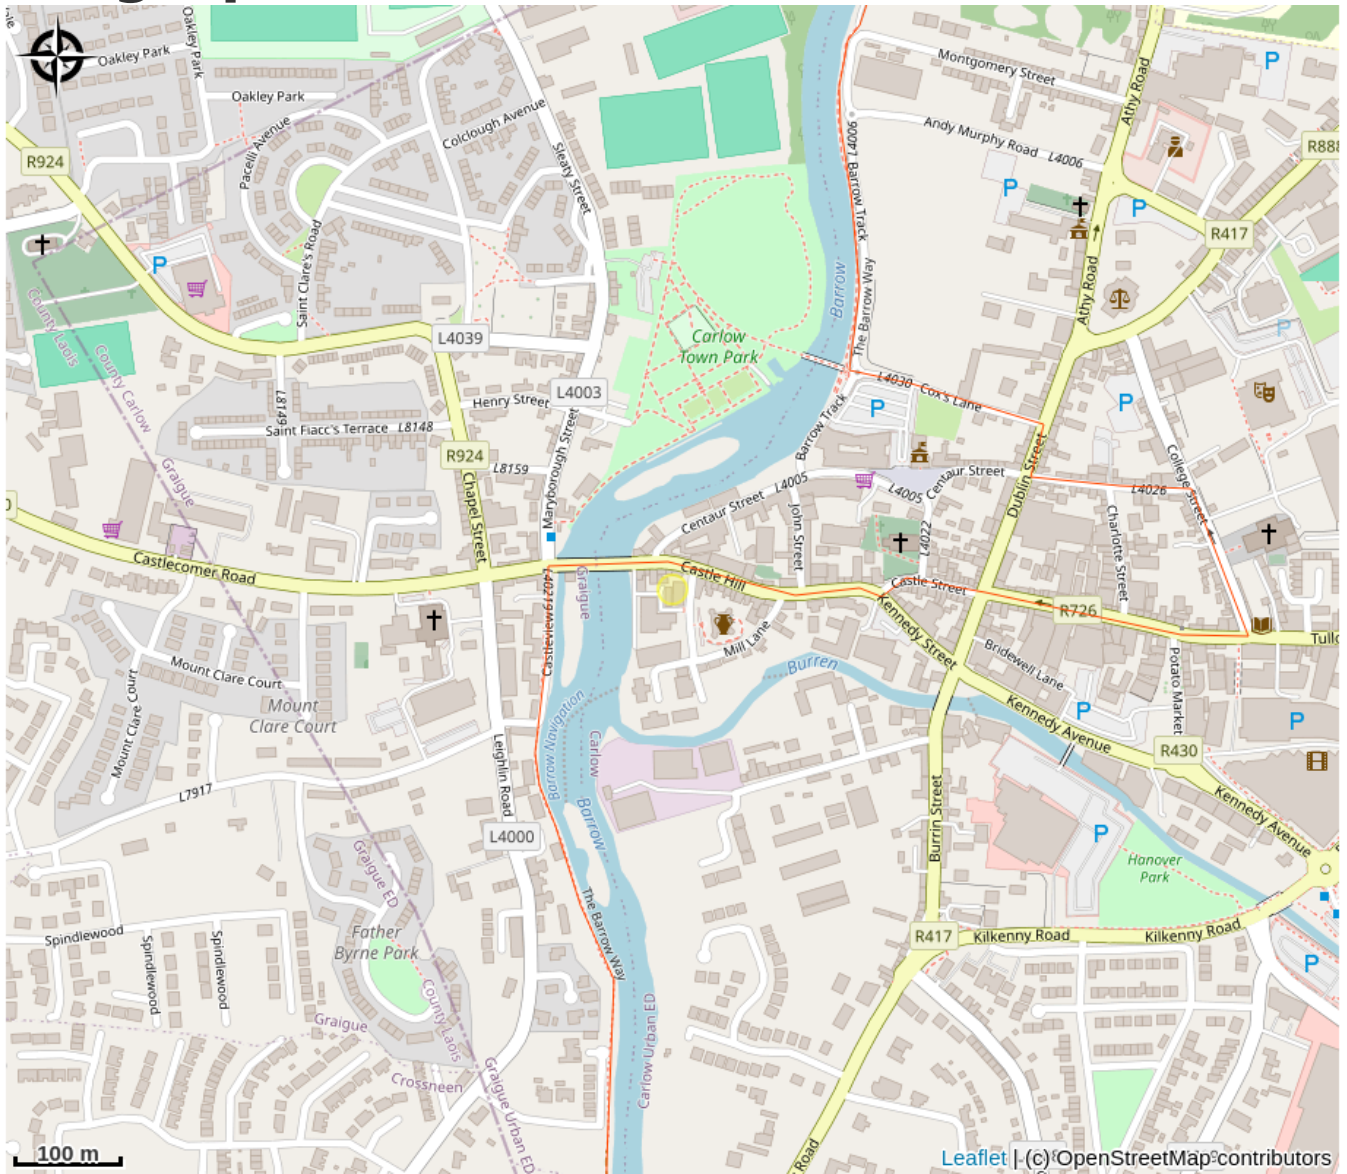 Oakley Park
Oakley Park
Oakley Park
Montgomery Street
Athy Road
Colclough Avenue
Pacelli Avenue
Andy Murphy Road L4006
L4006
R888
R924
Sleaty Street
Barrow Track
R417
Saint Clare's Road
The Barrow Way
Barrow
Athy Road
County Laois
L4039
Carlow
Town Park
County Carlow
L4003
L4030 Cox's Lane
Henry Street
L8149
Saint Fiacc's Terrace L8148
Barrow Track
Dublin Street
College Street
R924
L8159
Maryborough Street
Graigue
Chapel Street
Centaur Street L4005
L4005
Centaur Street
L4026
John Street
L4022
Charlotte Street
Castlecomer Road
Castle Hill
Castle Street
R726
Graigue
L40219
Castleview
Kennedy Street
Mill Lane
Tullo
Bridewell Lane
Potato Market
Burren
Mount Clare Court
Mount
Clare Court
Mount Clare Court
Kennedy Avenue
R430
Leighlin Road
Barrow Navigation
Carlow
L7917
Kennedy Avenue
Burrin Street
L4000
Barrow
Hanover
Park
Graigue ED
The Barrow Way
Spindlewood
Spindlewood
Spindlewood
Father
Byrne Park
R417
Kilkenny Road
Kilkenny Road
County Laois
Graigue
Carlow Urban ED
Crossneen
Graigue Urban ED
Road
100 m
Leaflet | (c) OpenStreetMap contributors